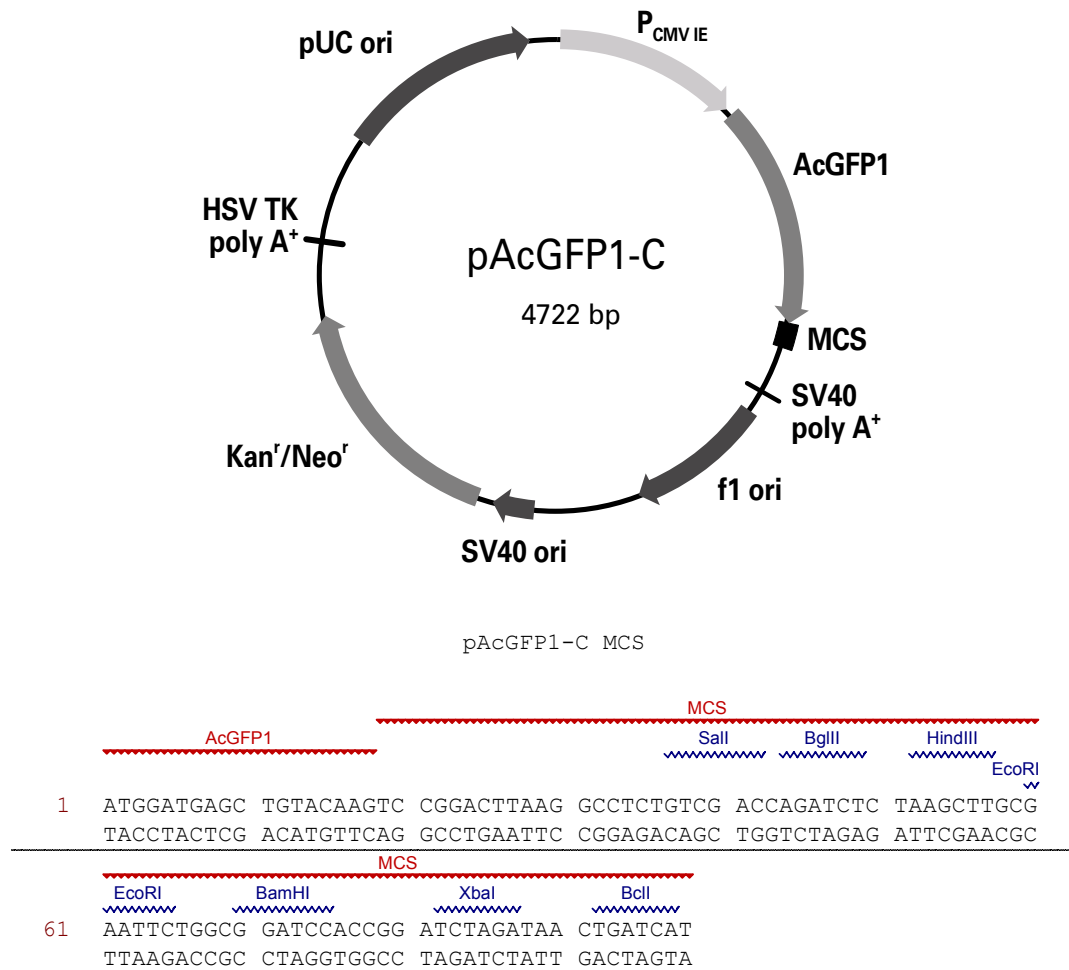 P CMV IE
pUC ori
AcGFP1
HSV TK
poly A+
pAcGFP1-C
4722 bp
MCS
SV40
poly A+
Kanr/Neor
f1 ori
SV40 ori
pAcGFP1-C MCS
MCS
AcGFP1 SalI BglII HindIII
EcoRI
1 ATGGATGAGC TGTACAAGTC CGGACTTAAG GCCTCTGTCG ACCAGATCTC TAAGCTTGCG
TACCTACTCG ACATGTTCAG GCCTGAATTC CGGAGACAGC TGGTCTAGAG ATTCGAACGC
MCS
EcoRI BamHI XbaI BclI
61 AATTCTGGCG GATCCACCGG ATCTAGATAA CTGATCAT
TTAAGACCGC CTAGGTGGCC TAGATCTATT GACTAGTA